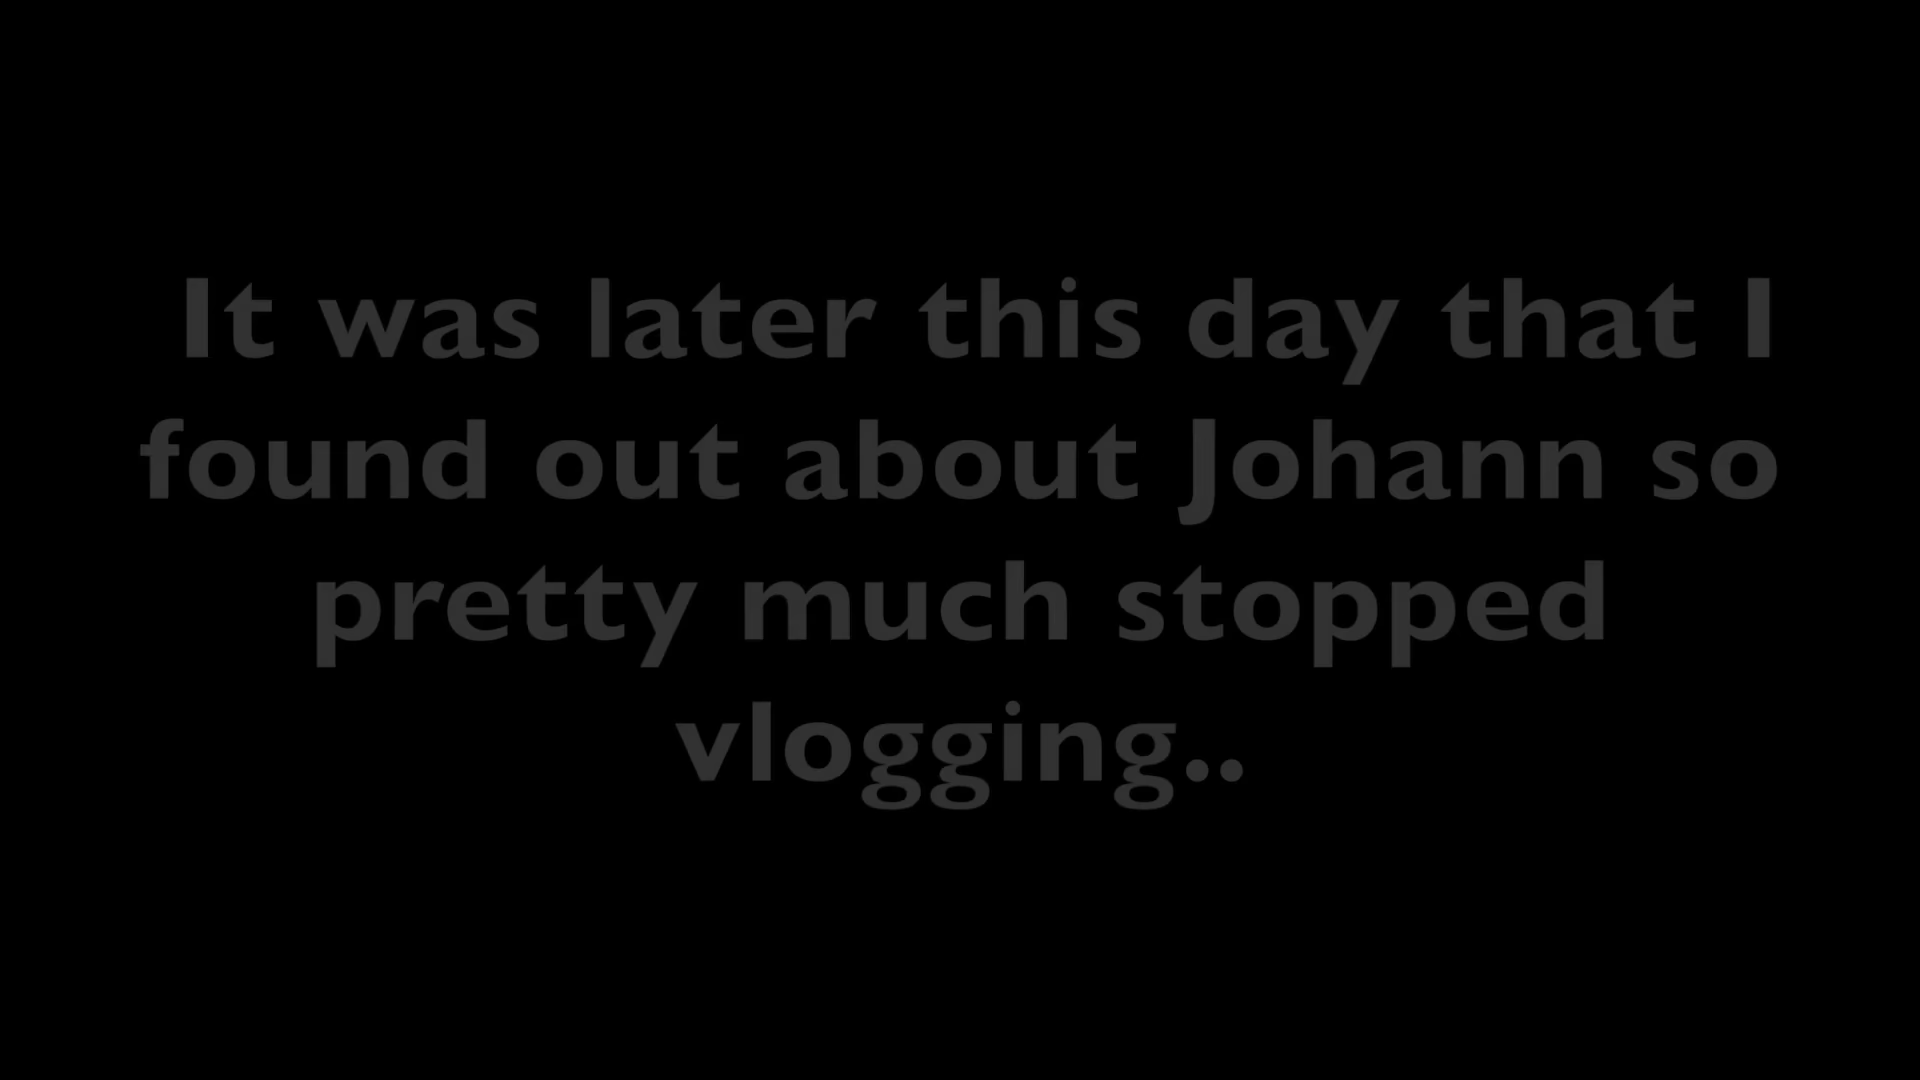 It was later this day that I
found out about Johann so
pretty much stopped
vlogging..